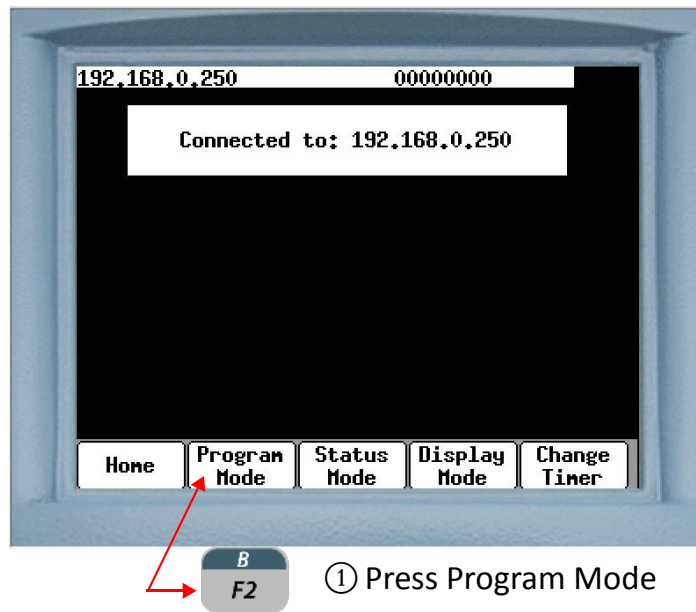 192.168.0.250 00000000
Connected to: 192.168.0.250
Home Program Mode Status Mode Display Mode Change Timer
B
F2
① Press Program Mode